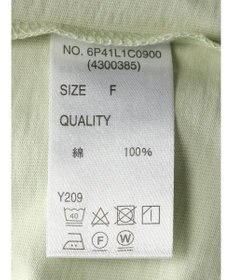 NO. 6P41L1C0900
(4300385)
SIZE F
QUALITY
綿 100%
Y209
40
F W